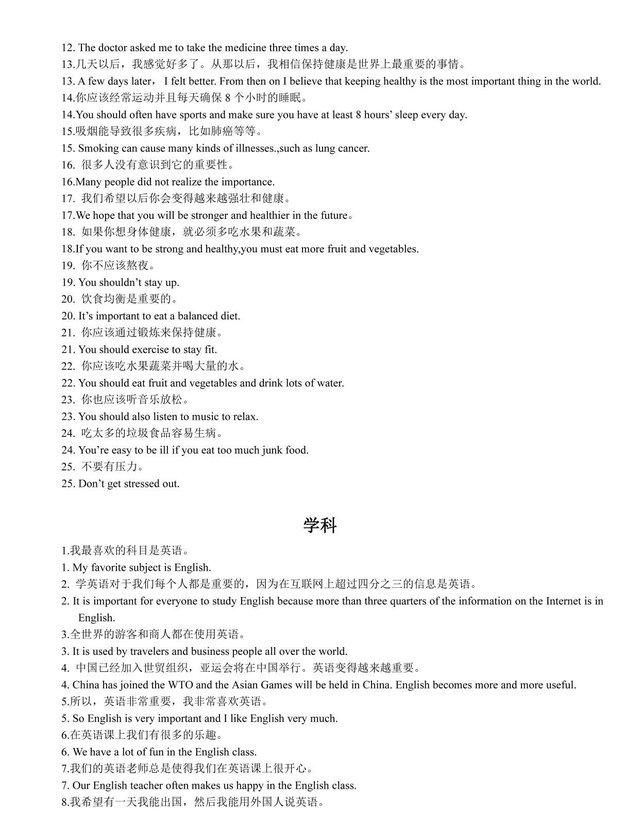 12. The doctor asked me to take the medicine three times a day.
13.几天以后，我感觉好多了。从那以后，我相信保持健康是世界上最重要的事情。
13. A few days later， I felt better. From then on I believe that keeping healthy is the most important thing in the world.
14.你应该经常运动并且每天确保 8 个小时的睡眠。
14.You should often have sports and make sure you have at least 8 hours’ sleep every day.
15.吸烟能导致很多疾病，比如肺癌等等。
15. Smoking can cause many kinds of illnesses.,such as lung cancer.
16. 很多人没有意识到它的重要性。
16.Many people did not realize the importance.
17. 我们希望以后你会变得越来越强壮和健康。
17.We hope that you will be stronger and healthier in the future。
18. 如果你想身体健康，就必须多吃水果和蔬菜。
18.If you want to be strong and healthy,you must eat more fruit and vegetables.
19. 你不应该熬夜。
19. You shouldn’t stay up.
20. 饮食均衡是重要的。
20. It’s important to eat a balanced diet.
21. 你应该通过锻炼来保持健康。
21. You should exercise to stay fit.
22. 你应该吃水果蔬菜并喝大量的水。
22. You should eat fruit and vegetables and drink lots of water.
23. 你也应该听音乐放松。
23. You should also listen to music to relax.
24. 吃太多的垃圾食品容易生病。
24. You’re easy to be ill if you eat too much junk food.
25. 不要有压力。
25. Don’t get stressed out.
学科
1.我最喜欢的科目是英语。
1. My favorite subject is English.
2. 学英语对于我们每个人都是重要的，因为在互联网上超过四分之三的信息是英语。
2. It is important for everyone to study English because more than three quarters of the information on the Internet is in
English.
3.全世界的游客和商人都在使用英语。
3. It is used by travelers and business people all over the world.
4. 中国已经加入世贸组织，亚运会将在中国举行。英语变得越来越重要。
4. China has joined the WTO and the Asian Games will be held in China. English becomes more and more useful.
5.所以，英语非常重要，我非常喜欢英语。
5. So English is very important and I like English very much.
6.在英语课上我们有很多的乐趣。
6. We have a lot of fun in the English class.
7.我们的英语老师总是使得我们在英语课上很开心。
7. Our English teacher often makes us happy in the English class.
8.我希望有一天我能出国，然后我能用外国人说英语。